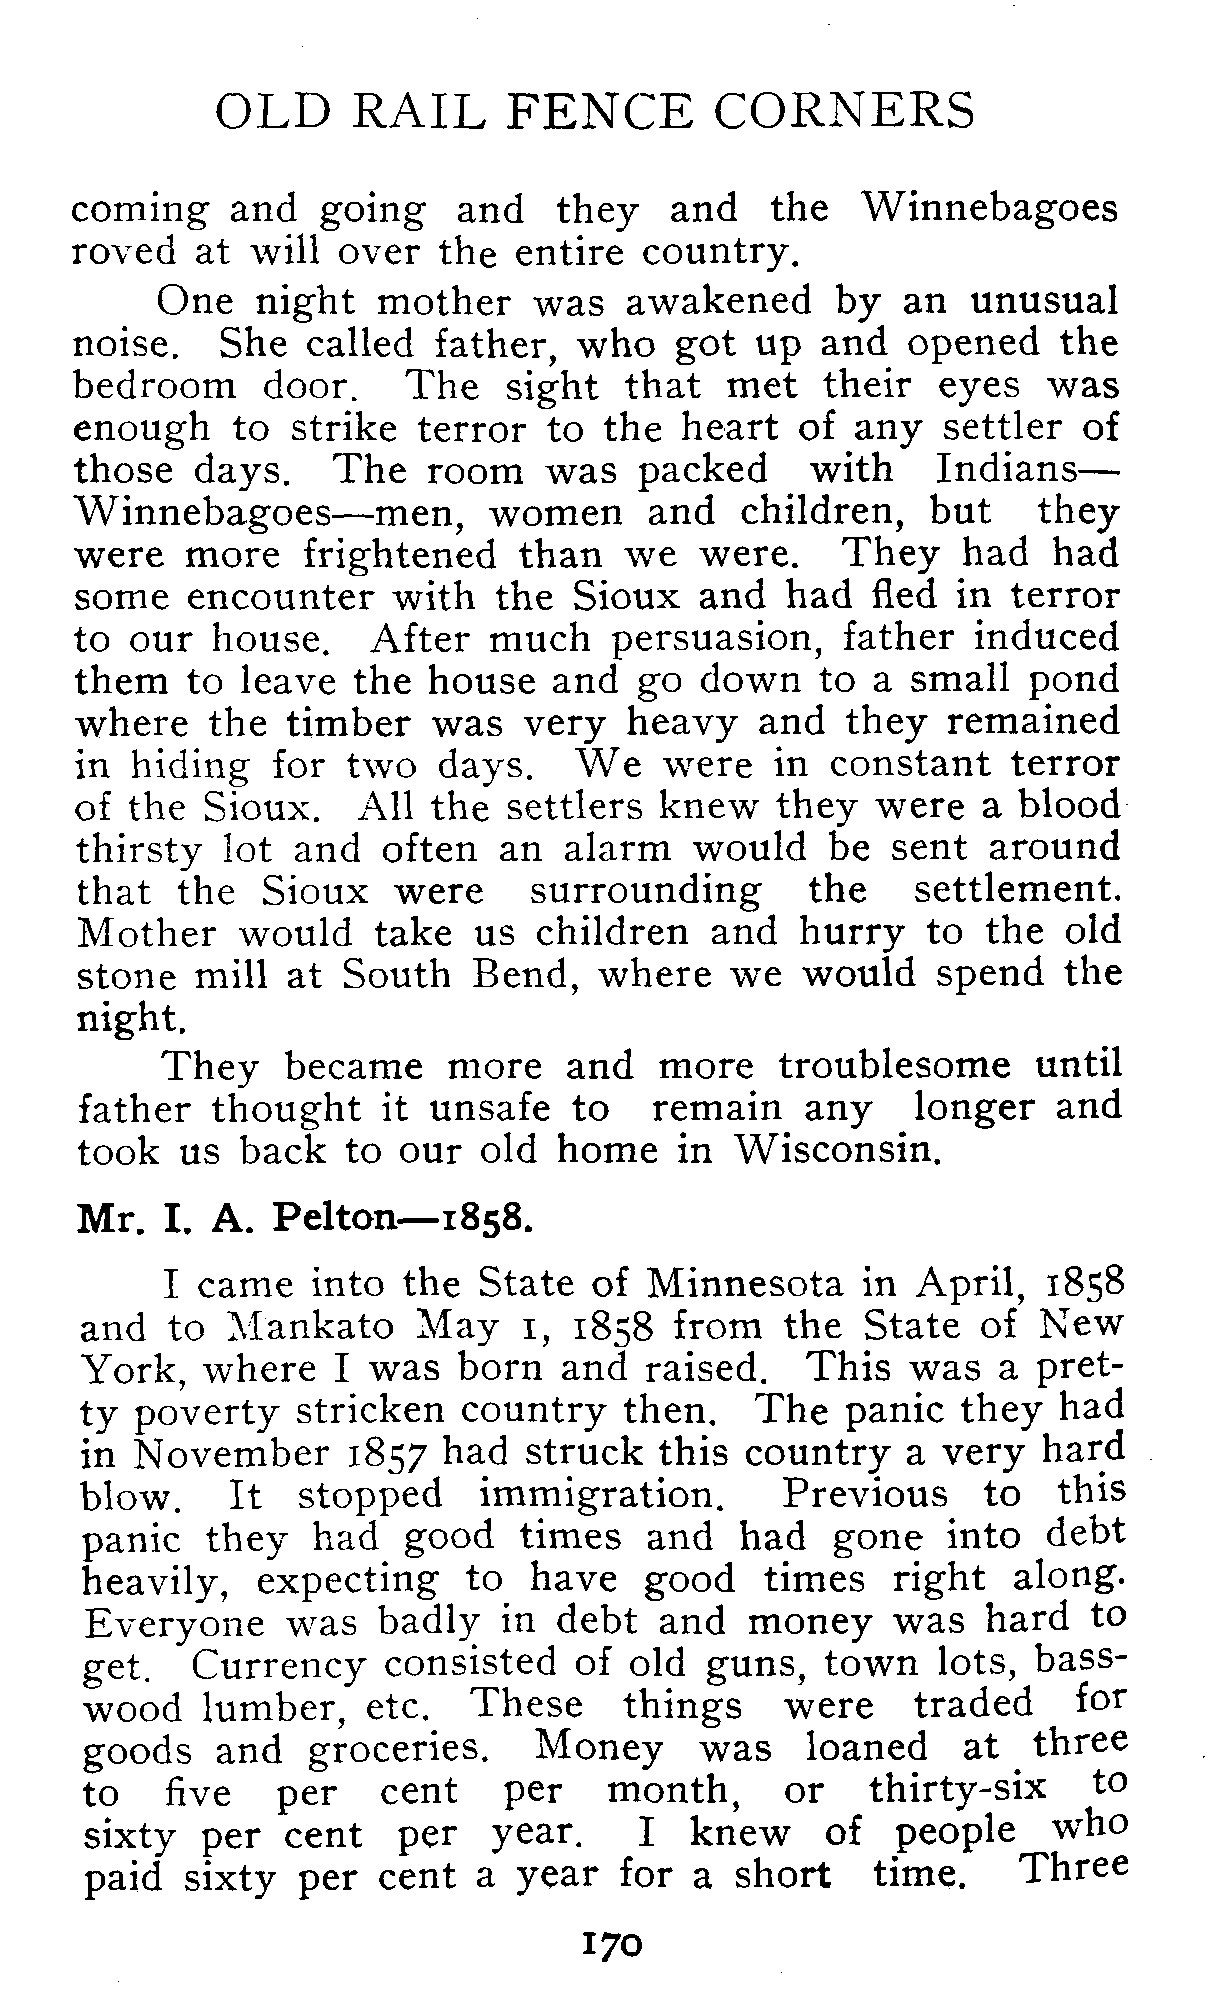 OLD RAIL FENCE CORNERS
coming and going and they and the Winnebagoes
roved at will over the entire country.
One night mother was awakened by an unusual
noise. She called father, who got up and opened the
bedroom door. The sight that met their eyes was
enough to strike terror to the heart of any settler of
those days. The room was packed with Indians—
Winnebagoes—men, women and children, but they
were more frightened than we were. They had had
some encounter with the Sioux and had fled in terror
to our house. After much persuasion, father induced
them to leave the house and go down to a small pond
where the timber was very heavy and they remained
in hiding for two days. We were in constant terror
of the Sioux. All the settlers knew they were a blood
thirsty lot and often an alarm would be sent around
that the Sioux were surrounding the settlement.
Mother would take us children and hurry to the old
stone mill at South Bend, where we would spend the
night.
They became more and more troublesome until
father thought it unsafe to remain any longer and
took us back to our old home in Wisconsin.
Mr. I. A. Pelton—1858.
I came into the State of Minnesota in April, 1858
and to Mankato May 1, 1858 from the State of New
York, where I was born and raised. This was a pret-
ty poverty stricken country then. The panic they had
in November 1857 had struck this country a very hard
blow. It stopped immigration. Previous to this
panic they had good times and had gone into debt
heavily, expecting to have good times right along.
Everyone was badly in debt and money was hard to
get. Currency consisted of old guns, town lots, bass-
wood lumber, etc. These things were traded for
goods and groceries. Money was loaned at three
to five per cent per month, or thirty-six to
sixty per cent per year. I knew of people who
paid sixty per cent a year for a short time. Three
170